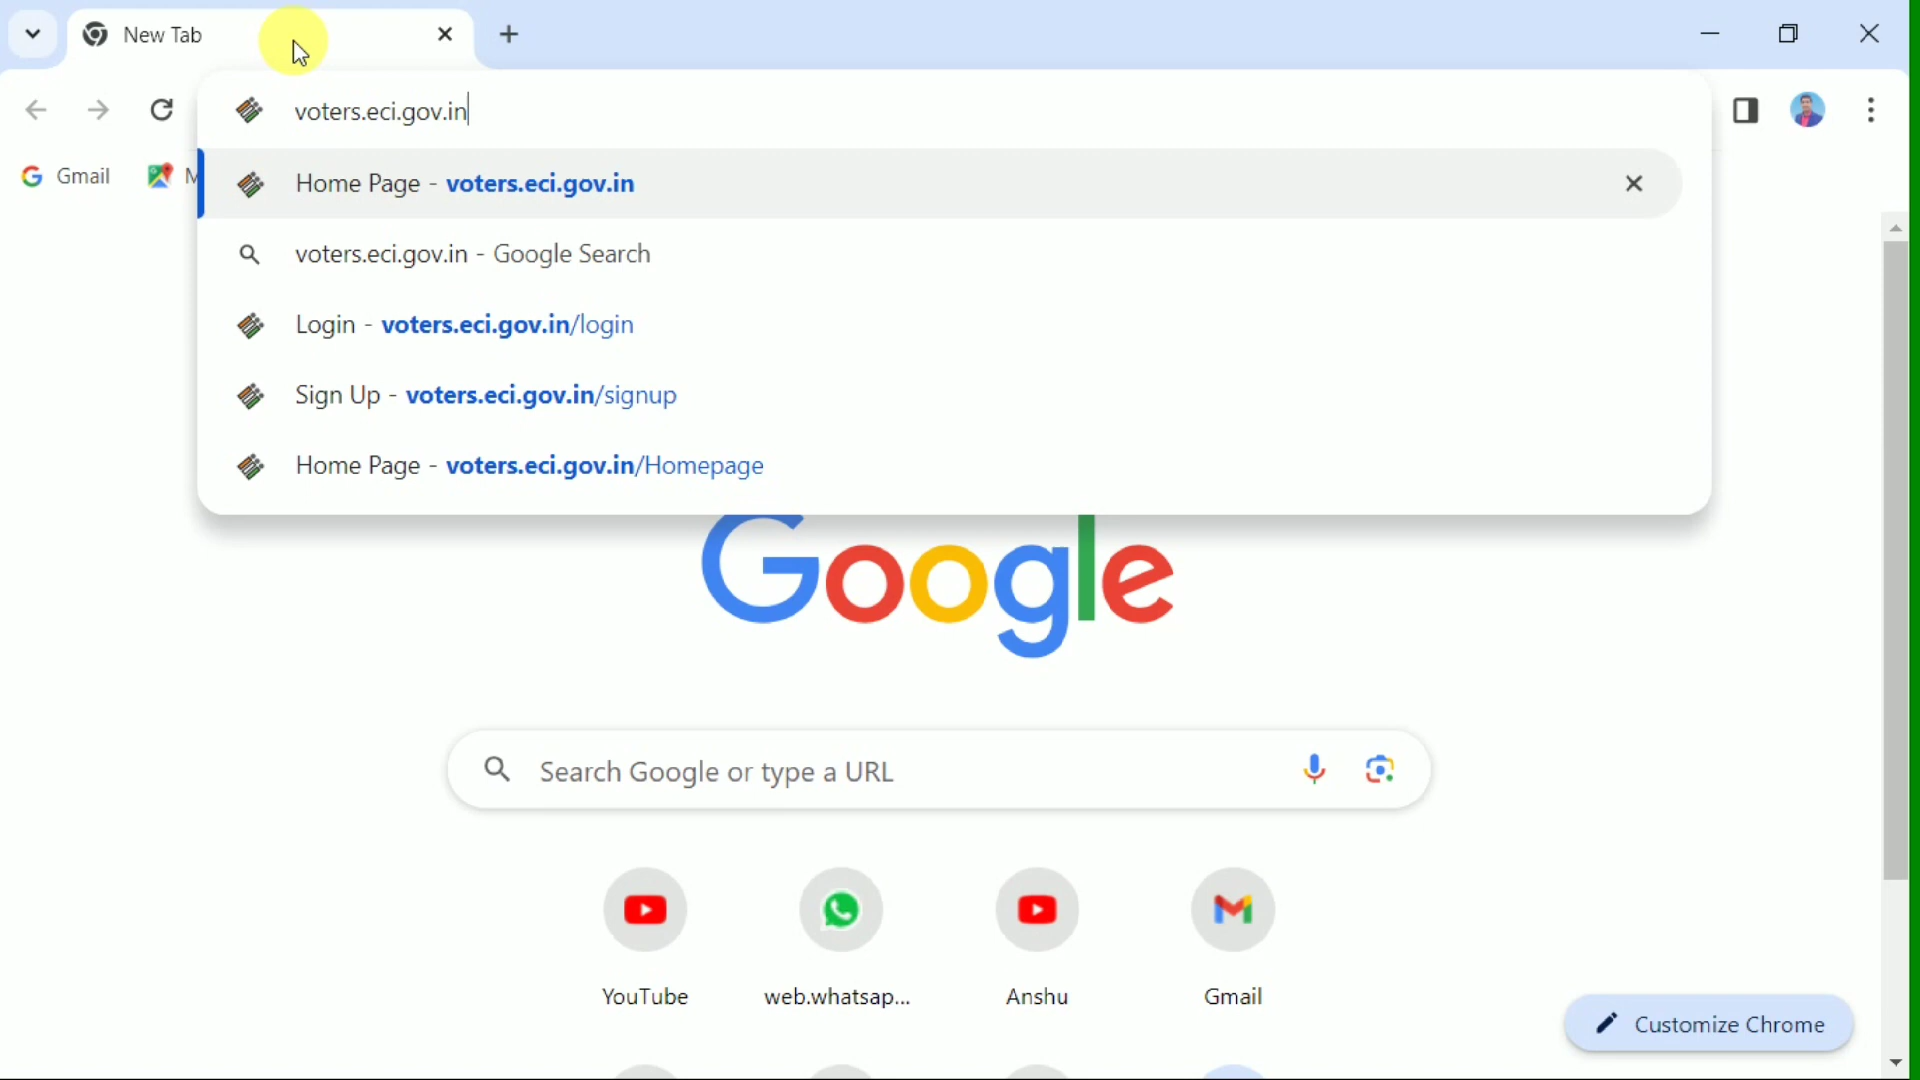 New Tab
voters.eci.gov.in
Gmail
M
Home Page - voters.eci.gov.in
voters.eci.gov.in - Google Search
Login - voters.eci.gov.in/login
Sign Up - voters.eci.gov.in/signup
Home Page - voters.eci.gov.in/Homepage
Google
Search Google or type a URL
YouTube
web.whatsap...
Anshu
Gmail
Customize Chrome